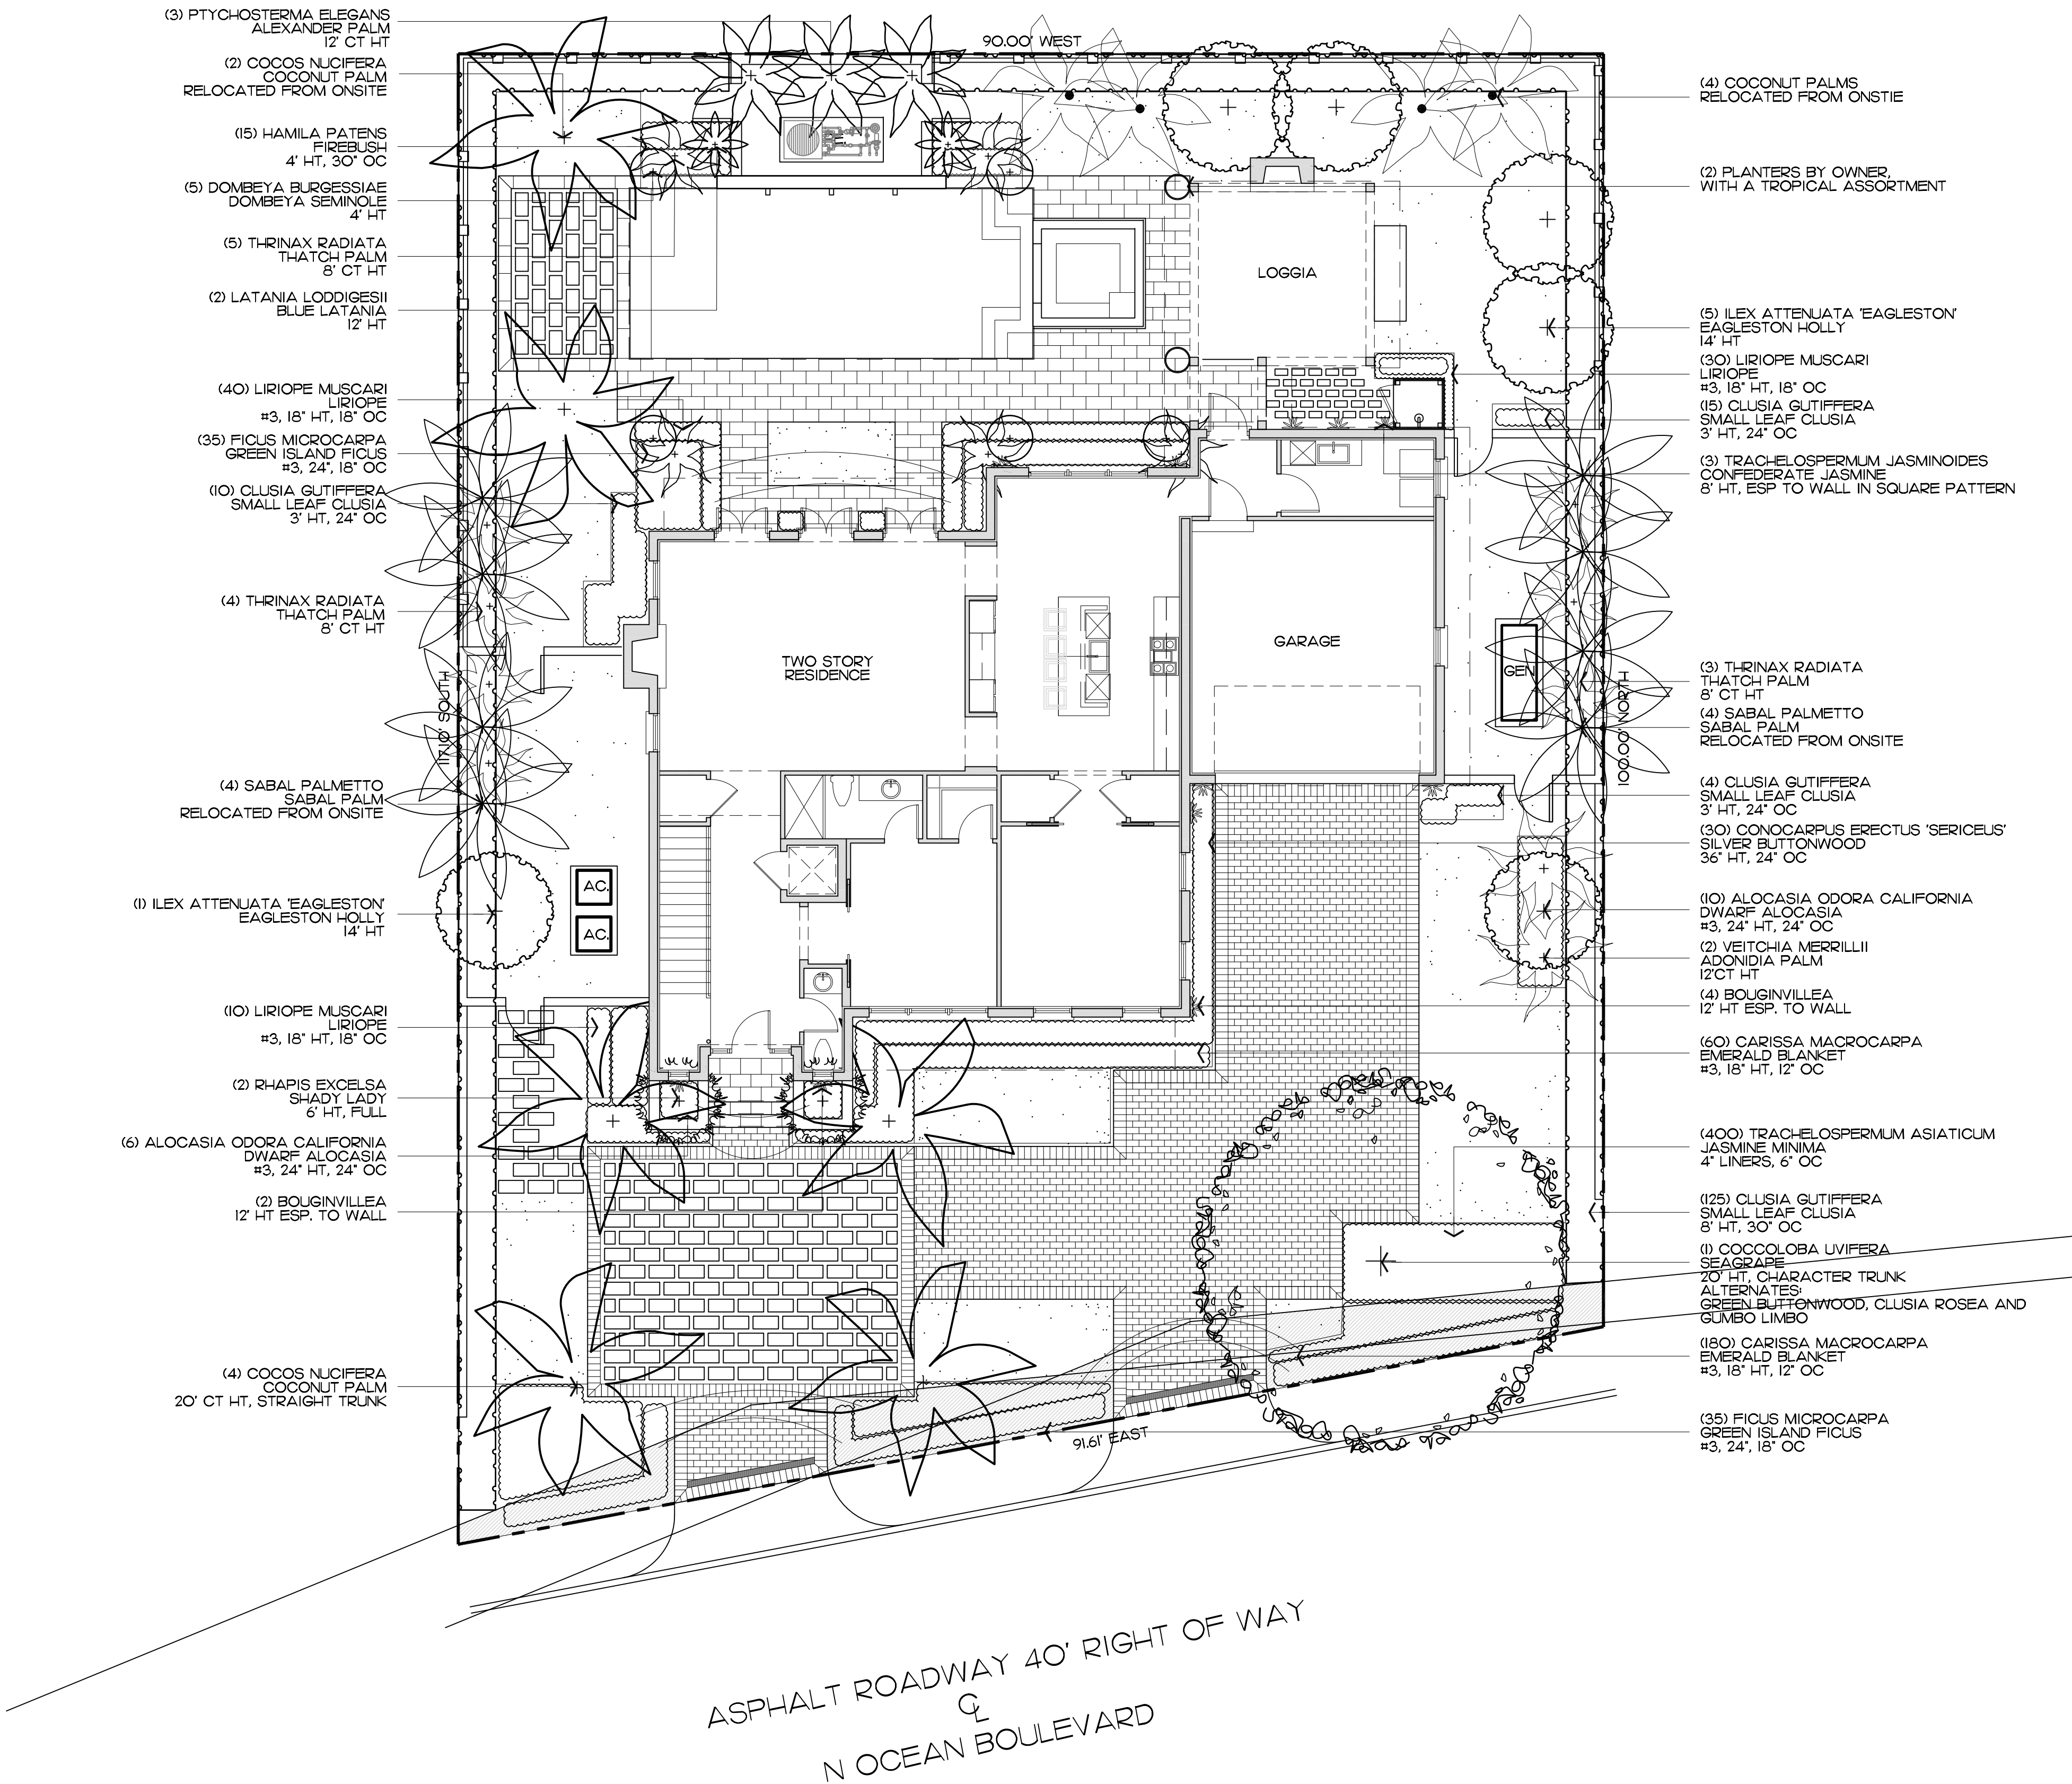 (3) PTYCHOSTERMA ELEGANS
ALEXANDER PALM
12' CT HT
(2) COCOS NUCIFERA
COCONUT PALM
RELOCATED FROM ONSITE
(15) HAMILA PATENS
FIREBUSH
4' HT, 30" OC
(5) DOMBEYA BURGESSIAE
DOMBEYA SEMINOLE
4' HT
(5) THRINAX RADIATA
THATCH PALM
8' CT HT
(2) LATANIA LODDIGESII
BLUE LATANIA
12' HT
(40) LIRIOPE MUSCARI
LIRIOPE
#3, 18" HT, 18" OC
(35) FICUS MICROCARPA
GREEN ISLAND FICUS
#3, 24", 18" OC
(10) CLUSIA GUTIFFERA
SMALL LEAF CLUSIA
3' HT, 24" OC
(4) THRINAX RADIATA
THATCH PALM
8' CT HT
(4) SABAL PALMETTO
SABAL PALM
RELOCATED FROM ONSITE
(1) ILEX ATTENUATA 'EAGLESTON'
EAGLESTON HOLLY
14' HT
(10) LIRIOPE MUSCARI
LIRIOPE
#3, 18" HT, 18" OC
(2) RHAPIS EXCELSA
SHADY LADY
6' HT, FULL
(6) ALOCASIA ODORA CALIFORNIA
DWARF ALOCASIA
#3, 24" HT, 24" OC
(2) BOUGINVILLEA
12' HT ESP. TO WALL
(4) COCOS NUCIFERA
COCONUT PALM
20' CT HT, STRAIGHT TRUNK
90.00' WEST
LOGGIA
TWO STORY
RESIDENCE
GARAGE
GEN
117.10' SOUTH
100.00' NORTH
AC.
AC.
91.61' EAST
(4) COCONUT PALMS
RELOCATED FROM ONSTIE
(2) PLANTERS BY OWNER,
WITH A TROPICAL ASSORTMENT
(5) ILEX ATTENUATA 'EAGLESTON'
EAGLESTON HOLLY
14' HT
(30) LIRIOPE MUSCARI
LIRIOPE
#3, 18" HT, 18" OC
(15) CLUSIA GUTIFFERA
SMALL LEAF CLUSIA
3' HT, 24" OC
(3) TRACHELOSPERMUM JASMINOIDES
CONFEDERATE JASMINE
8' HT, ESP TO WALL IN SQUARE PATTERN
(3) THRINAX RADIATA
THATCH PALM
8' CT HT
(4) SABAL PALMETTO
SABAL PALM
RELOCATED FROM ONSITE
(4) CLUSIA GUTIFFERA
SMALL LEAF CLUSIA
3' HT, 24" OC
(30) CONOCARPUS ERECTUS 'SERICEUS'
SILVER BUTTONWOOD
36" HT, 24" OC
(10) ALOCASIA ODORA CALIFORNIA
DWARF ALOCASIA
#3, 24" HT, 24" OC
(2) VEITCHIA MERRILLII
ADONIDIA PALM
12'CT HT
(4) BOUGINVILLEA
12' HT ESP. TO WALL
(60) CARISSA MACROCARPA
EMERALD BLANKET
#3, 18" HT, 12" OC
(400) TRACHELOSPERMUM ASIATICUM
JASMINE MINIMA
4" LINERS, 6" OC
(125) CLUSIA GUTIFFERA
SMALL LEAF CLUSIA
8' HT, 30" OC
(1) COCCOLOBA UVIFERA
SEAGRAPE
20' HT, CHARACTER TRUNK
ALTERNATES:
GREEN BUTTONWOOD, CLUSIA ROSEA AND
GUMBO LIMBO
(180) CARISSA MACROCARPA
EMERALD BLANKET
#3, 18" HT, 12" OC
(35) FICUS MICROCARPA
GREEN ISLAND FICUS
#3, 24", 18" OC
ASPHALT ROADWAY 40' RIGHT OF WAY
CL
N OCEAN BOULEVARD